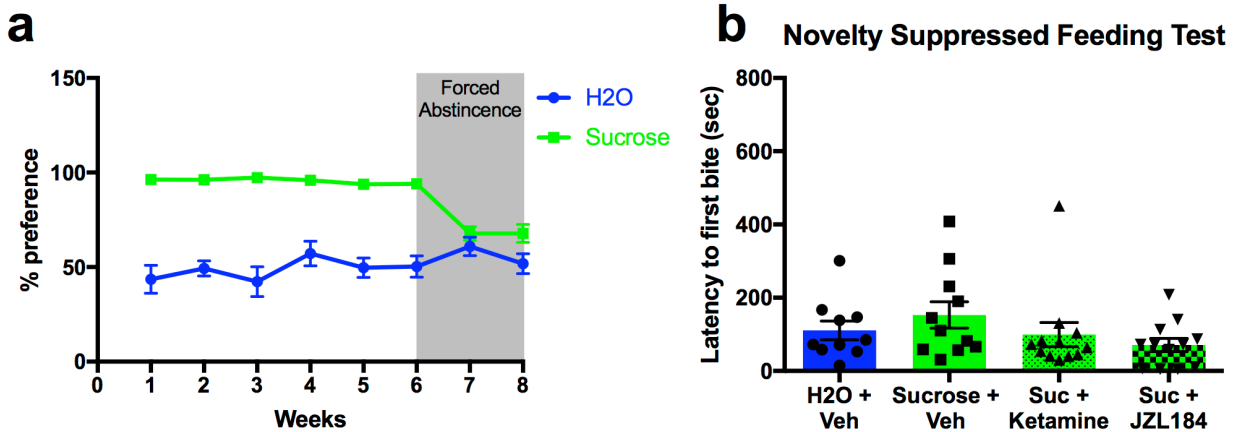 a
150
100
50
0
% preference
0
1
2
3
4
5
6
7
8
Weeks
Forced
Abstincence
H2O
Sucrose
b
Novelty Suppressed Feeding Test
800
600
400
200
0
Latency to first bite (sec)
H2O +
Veh
Sucrose +
Veh
Suc +
Ketamine
Suc +
JZL184